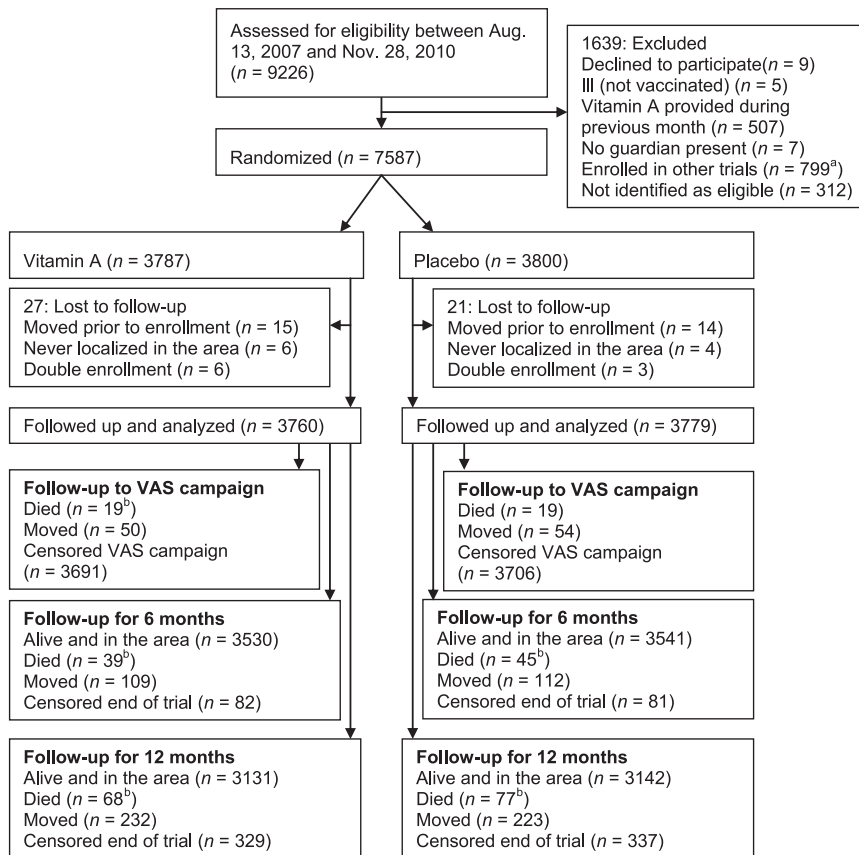 Assessed for eligibility between Aug.
13, 2007 and Nov. 28, 2010
(n = 9226)
1639: Excluded
Declined to participate(n = 9)
Ill (not vaccinated) (n = 5)
Vitamin A provided during
previous month (n = 507)
No guardian present (n = 7)
Enrolled in other trials (n = 799a)
Not identified as eligible (n = 312)
Randomized (n = 7587)
Vitamin A (n = 3787)
Placebo (n = 3800)
27: Lost to follow-up
Moved prior to enrollment (n = 15)
Never localized in the area (n = 6)
Double enrollment (n = 6)
21: Lost to follow-up
Moved prior to enrollment (n = 14)
Never localized in the area (n = 4)
Double enrollment (n = 3)
Followed up and analyzed (n = 3760)
Followed up and analyzed (n = 3779)
Follow-up to VAS campaign
Died (n = 19b)
Moved (n = 50)
Censored VAS campaign
(n = 3691)
Follow-up to VAS campaign
Died (n = 19)
Moved (n = 54)
Censored VAS campaign
(n = 3706)
Follow-up for 6 months
Alive and in the area (n = 3530)
Died (n = 39b)
Moved (n = 109)
Censored end of trial (n = 82)
Follow-up for 6 months
Alive and in the area (n = 3541)
Died (n = 45b)
Moved (n = 112)
Censored end of trial (n = 81)
Follow-up for 12 months
Alive and in the area (n = 3131)
Died (n = 68b)
Moved (n = 232)
Censored end of trial (n = 329)
Follow-up for 12 months
Alive and in the area (n = 3142)
Died (n = 77b)
Moved (n = 223)
Censored end of trial (n = 337)